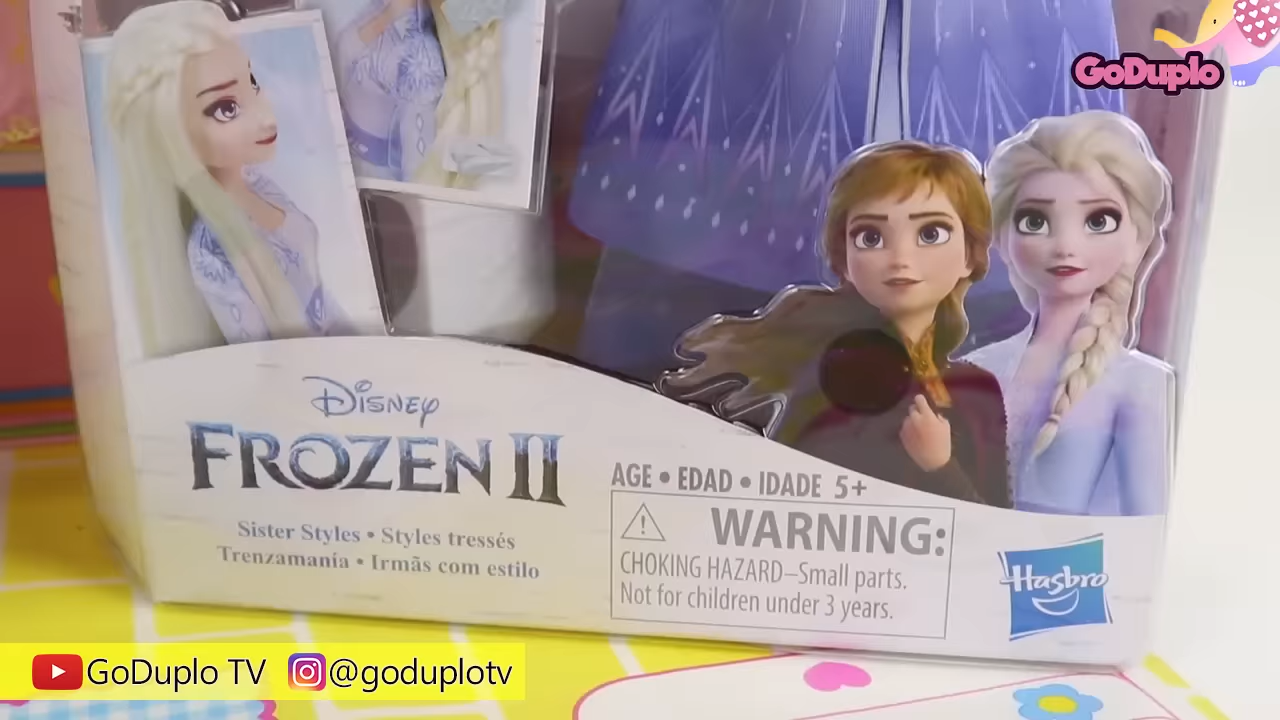 GoDuplo
Disney
FROZEN II
Sister Styles • Styles tressés
Trenzamania • Irmãs com estilo
AGE • EDAD • IDADE 5+
WARNING:
CHOKING HAZARD–Small parts.
Not for children under 3 years.
Hasbro
GoDuplo TV @goduplotv